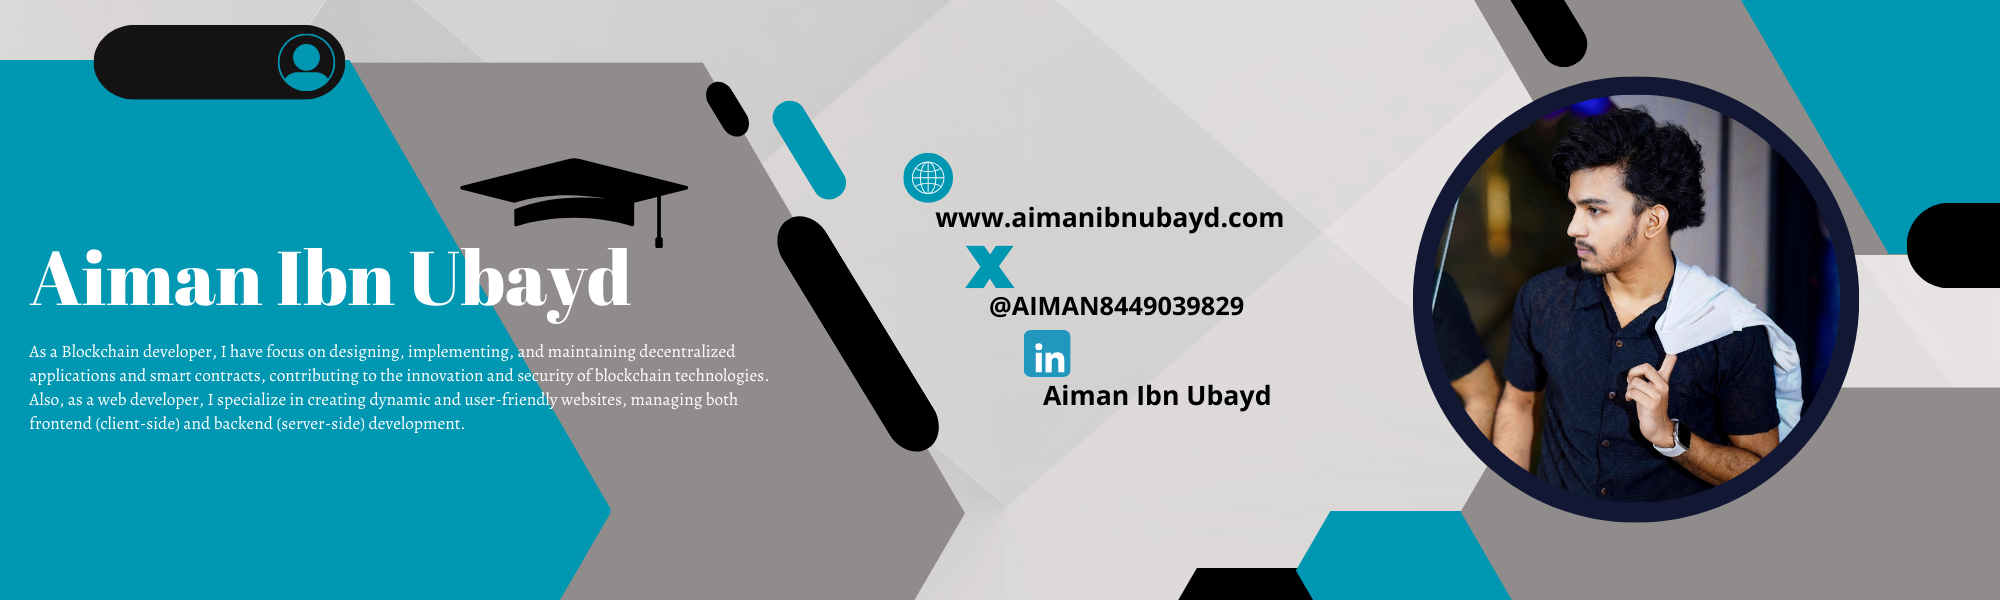 Aiman Ibn Ubayd
As a Blockchain developer, I have focus on designing, implementing, and maintaining decentralized
applications and smart contracts, contributing to the innovation and security of blockchain technologies.
Also, as a web developer, I specialize in creating dynamic and user-friendly websites, managing both
frontend (client-side) and backend (server-side) development.
www.aimanibnubayd.com
X
@AIMAN8449039829
in
Aiman Ibn Ubayd